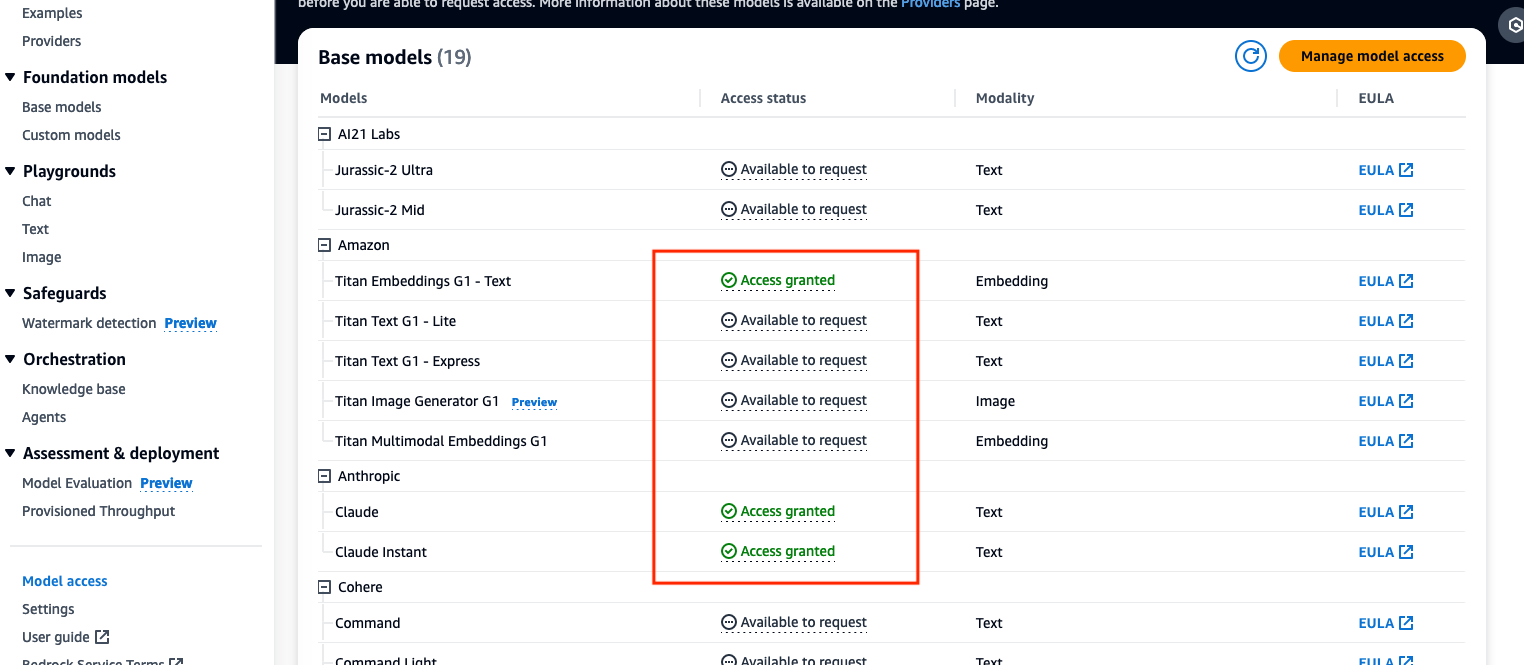 before you are able to request access. More information about these models is available on the Providers page.
Examples
Providers
Foundation models
Base models
Custom models
Playgrounds
Chat
Text
Image
Safeguards
Watermark detection Preview
Orchestration
Knowledge base
Agents
Assessment & deployment
Model Evaluation Preview
Provisioned Throughput
Model access
Settings
User guide
Bedrock Service Terms
Base models (19)
Manage model access
Models Access status Modality EULA
AI21 Labs
Jurassic-2 Ultra Available to request Text EULA
Jurassic-2 Mid Available to request Text EULA
Amazon
Titan Embeddings G1 - Text Access granted Embedding EULA
Titan Text G1 - Lite Available to request Text EULA
Titan Text G1 - Express Available to request Text EULA
Titan Image Generator G1 Preview Available to request Image EULA
Titan Multimodal Embeddings G1 Available to request Embedding EULA
Anthropic
Claude Access granted Text EULA
Claude Instant Access granted Text EULA
Cohere
Command Available to request Text EULA
Command Light Available to request Text EULA